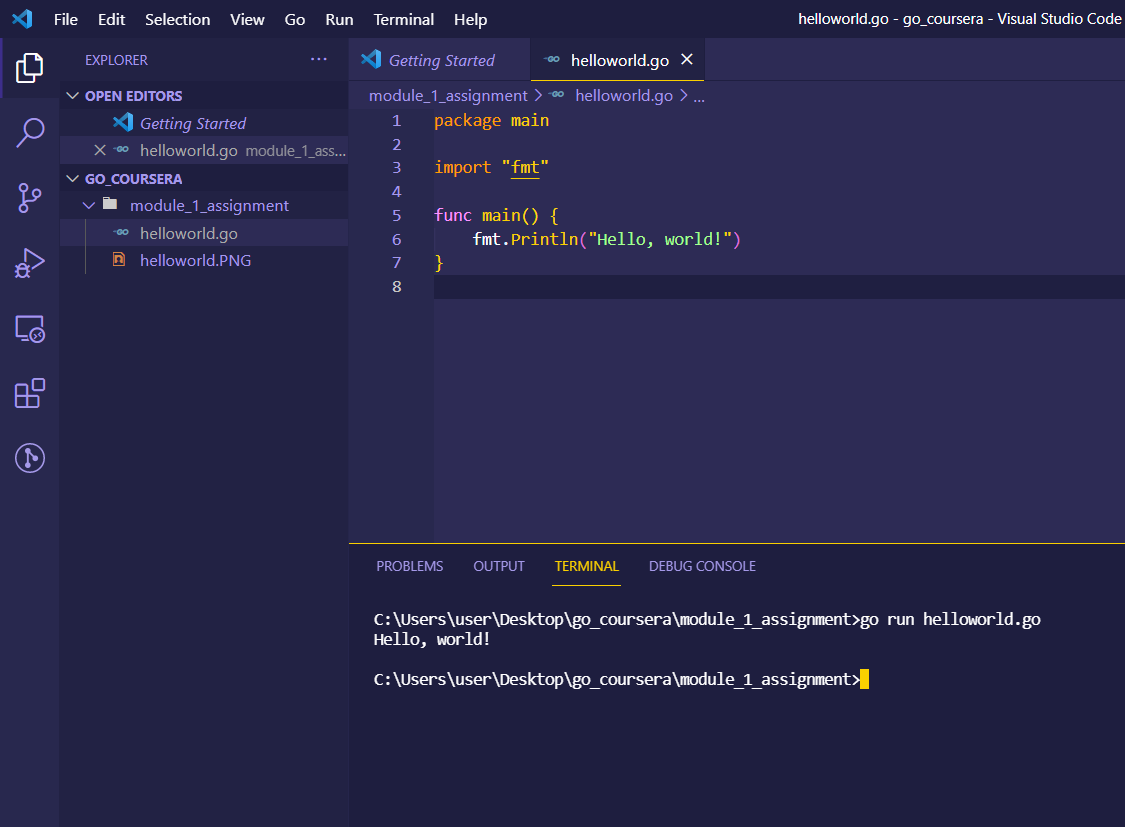 File Edit Selection View Go Run Terminal Help
helloworld.go - go_coursera - Visual Studio Code
EXPLORER
OPEN EDITORS
Getting Started
helloworld.go module_1_ass...
GO_COURSERA
module_1_assignment
helloworld.go
helloworld.PNG
Getting Started
helloworld.go
module_1_assignment > helloworld.go > ...
1 package main
2
3 import "fmt"
4
5 func main() {
6 fmt.Println("Hello, world!")
7 }
8
PROBLEMS OUTPUT TERMINAL DEBUG CONSOLE
C:\Users\user\Desktop\go_coursera\module_1_assignment>go run helloworld.go
Hello, world!
C:\Users\user\Desktop\go_coursera\module_1_assignment>